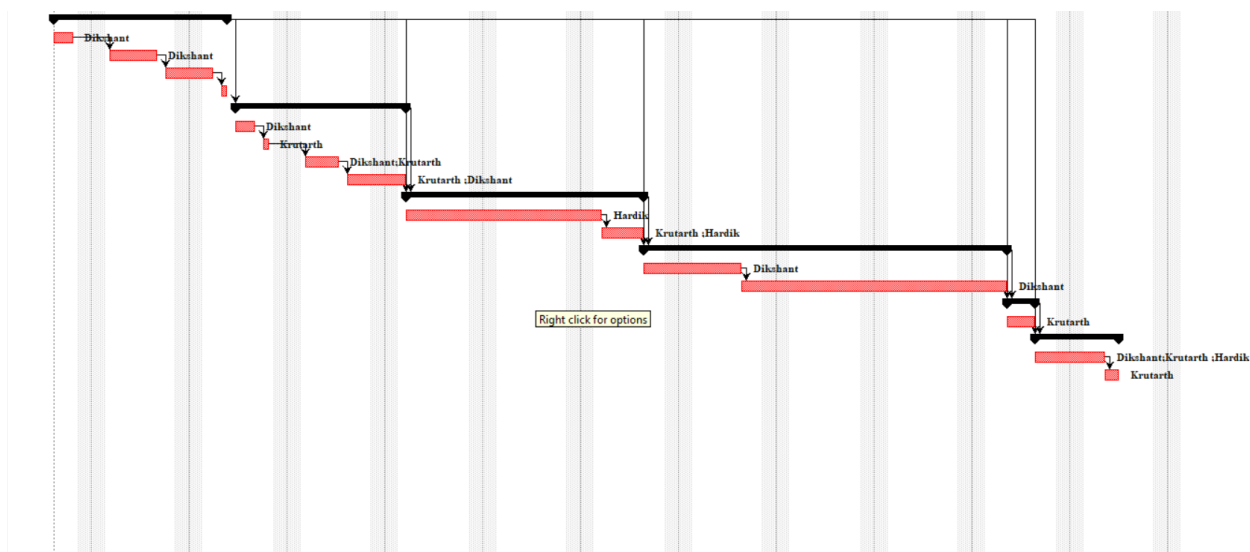 Dikshant
Dikshant
Dikshant
Krutarth
Dikshant;Krutarth
Krutarth ;Dikshant
Hardik
Krutarth ;Hardik
Dikshant
Dikshant
Right click for options
Krutarth
Dikshant;Krutarth ;Hardik
Krutarth